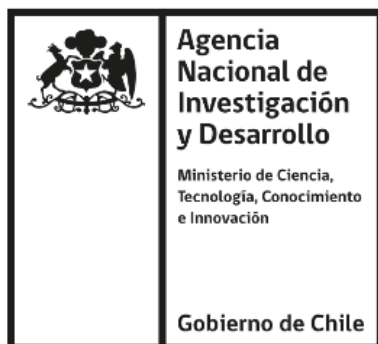 Agencia
Nacional de
Investigación
y Desarrollo
Ministerio de Ciencia,
Tecnología, Conocimiento
e Innovación
Gobierno de Chile